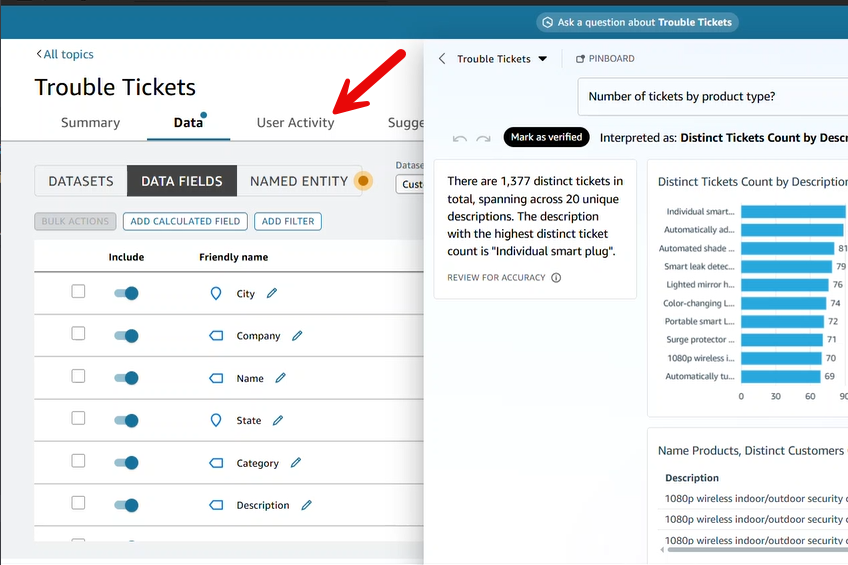 Ask a question about Trouble Tickets
All topics
Trouble Tickets
Summary
Data
User Activity
DATASETS
DATA FIELDS
NAMED ENTITY
BULK ACTIONS
ADD CALCULATED FIELD
ADD FILTER
Include
Friendly name
City
Company
Name
State
Category
Description
Trouble Tickets
PINBOARD
Number of tickets by product type?
Mark as verified
Interpreted as: Distinct Tickets Count by
There are 1,377 distinct tickets in
total, spanning across 20 unique
descriptions. The description
with the highest distinct ticket
count is "Individual smart plug".
REVIEW FOR ACCURACY
Distinct Tickets Count by Description
Individual smart...
Automatically ad...
Automated shade ...
81
Smart leak detec...
79
Lighted mirror h...
76
Color-changing L...
74
Portable smart L...
72
Surge protector ...
71
1080p wireless i...
70
Automatically tu...
69
0 30 60 90
Name Products, Distinct Customers
Description
1080p wireless indoor/outdoor security
1080p wireless indoor/outdoor security
1080p wireless indoor/outdoor security